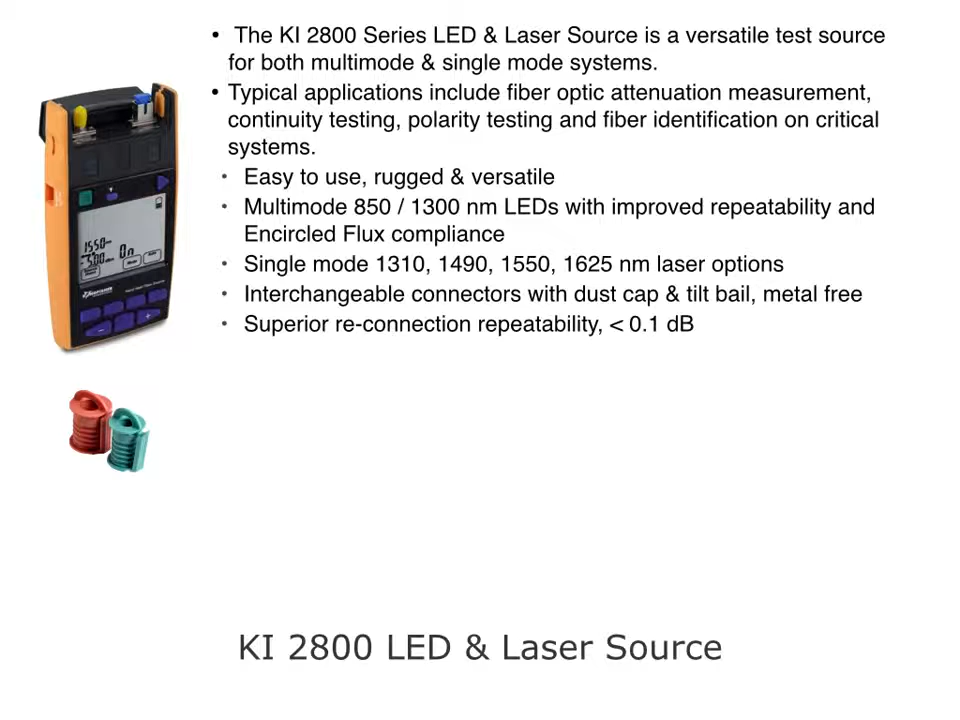 • The KI 2800 Series LED & Laser Source is a versatile test source
for both multimode & single mode systems.
• Typical applications include fiber optic attenuation measurement,
continuity testing, polarity testing and fiber identification on critical
systems.
• Easy to use, rugged & versatile
• Multimode 850 / 1300 nm LEDs with improved repeatability and
Encircled Flux compliance
• Single mode 1310, 1490, 1550, 1625 nm laser options
• Interchangeable connectors with dust cap & tilt bail, metal free
• Superior re-connection repeatability, < 0.1 dB
1550
-5.00 On
KI 2800 LED & Laser Source